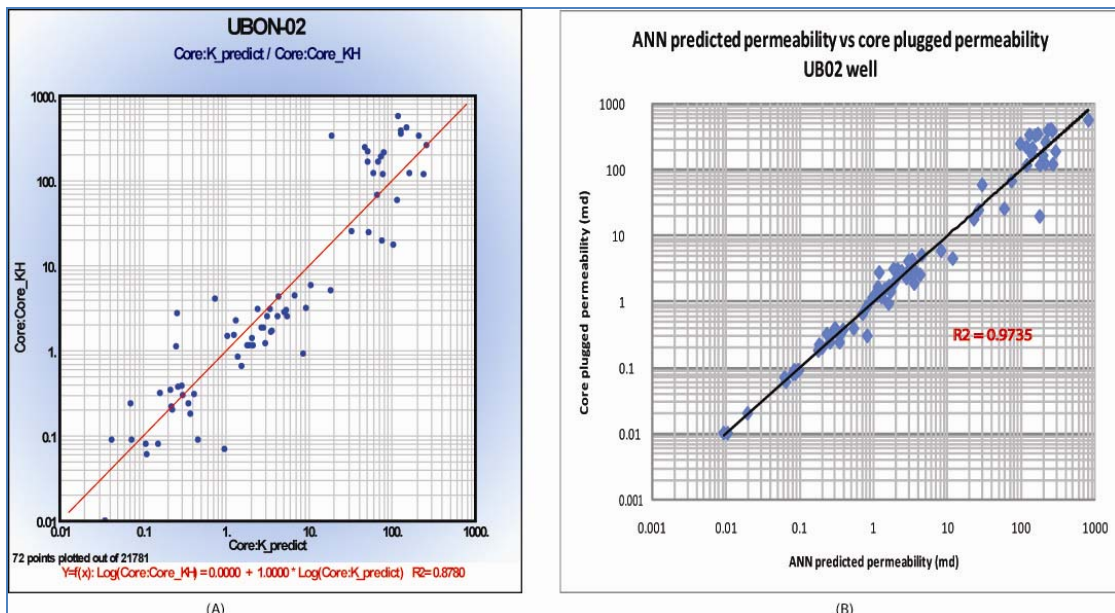 UBON-02
Core:K_predict / Core:Core_KH
1000.
100.
10.
1.
0.1
0.01
Core:Core_KH
0.01
0.1
1.
10.
100.
1000.
Core:K_predict
72 points plotted out of 21781
Y=f(x): Log(Core:Core_KH) = 0.0000 + 1.0000 * Log(Core:K_predict) R2= 0.8780
(A)
ANN predicted permeability vs core plugged permeability
UB02 well
1000
100
10
1
0.1
0.01
0.001
Core plugged permeability (md)
R2 = 0.9735
0.001
0.01
0.1
1
10
100
1000
ANN predicted permeability (md)
(B)